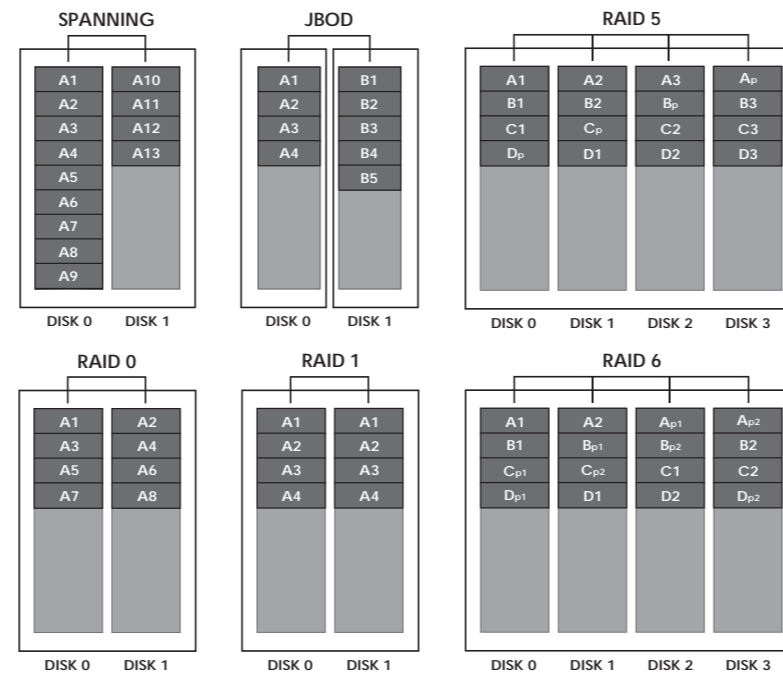 SPANNING
A1 A10
A2 A11
A3 A12
A4 A13
A5
A6
A7
A8
A9
DISK 0 DISK 1
JBOD
A1 B1
A2 B2
A3 B3
A4 B4
B5
DISK 0 DISK 1
RAID 5
A1 A2 A3 Ap
B1 B2 Bp B3
C1 Cp C2 C3
Dp D1 D2 D3
DISK 0 DISK 1 DISK 2 DISK 3
RAID 0
A1 A2
A3 A4
A5 A6
A7 A8
DISK 0 DISK 1
RAID 1
A1 A1
A2 A2
A3 A3
A4 A4
DISK 0 DISK 1
RAID 6
A1 A2 Ap1 Ap2
B1 Bp1 Bp2 B2
Cp1 Cp2 C1 C2
Dp1 D1 D2 Dp2
DISK 0 DISK 1 DISK 2 DISK 3